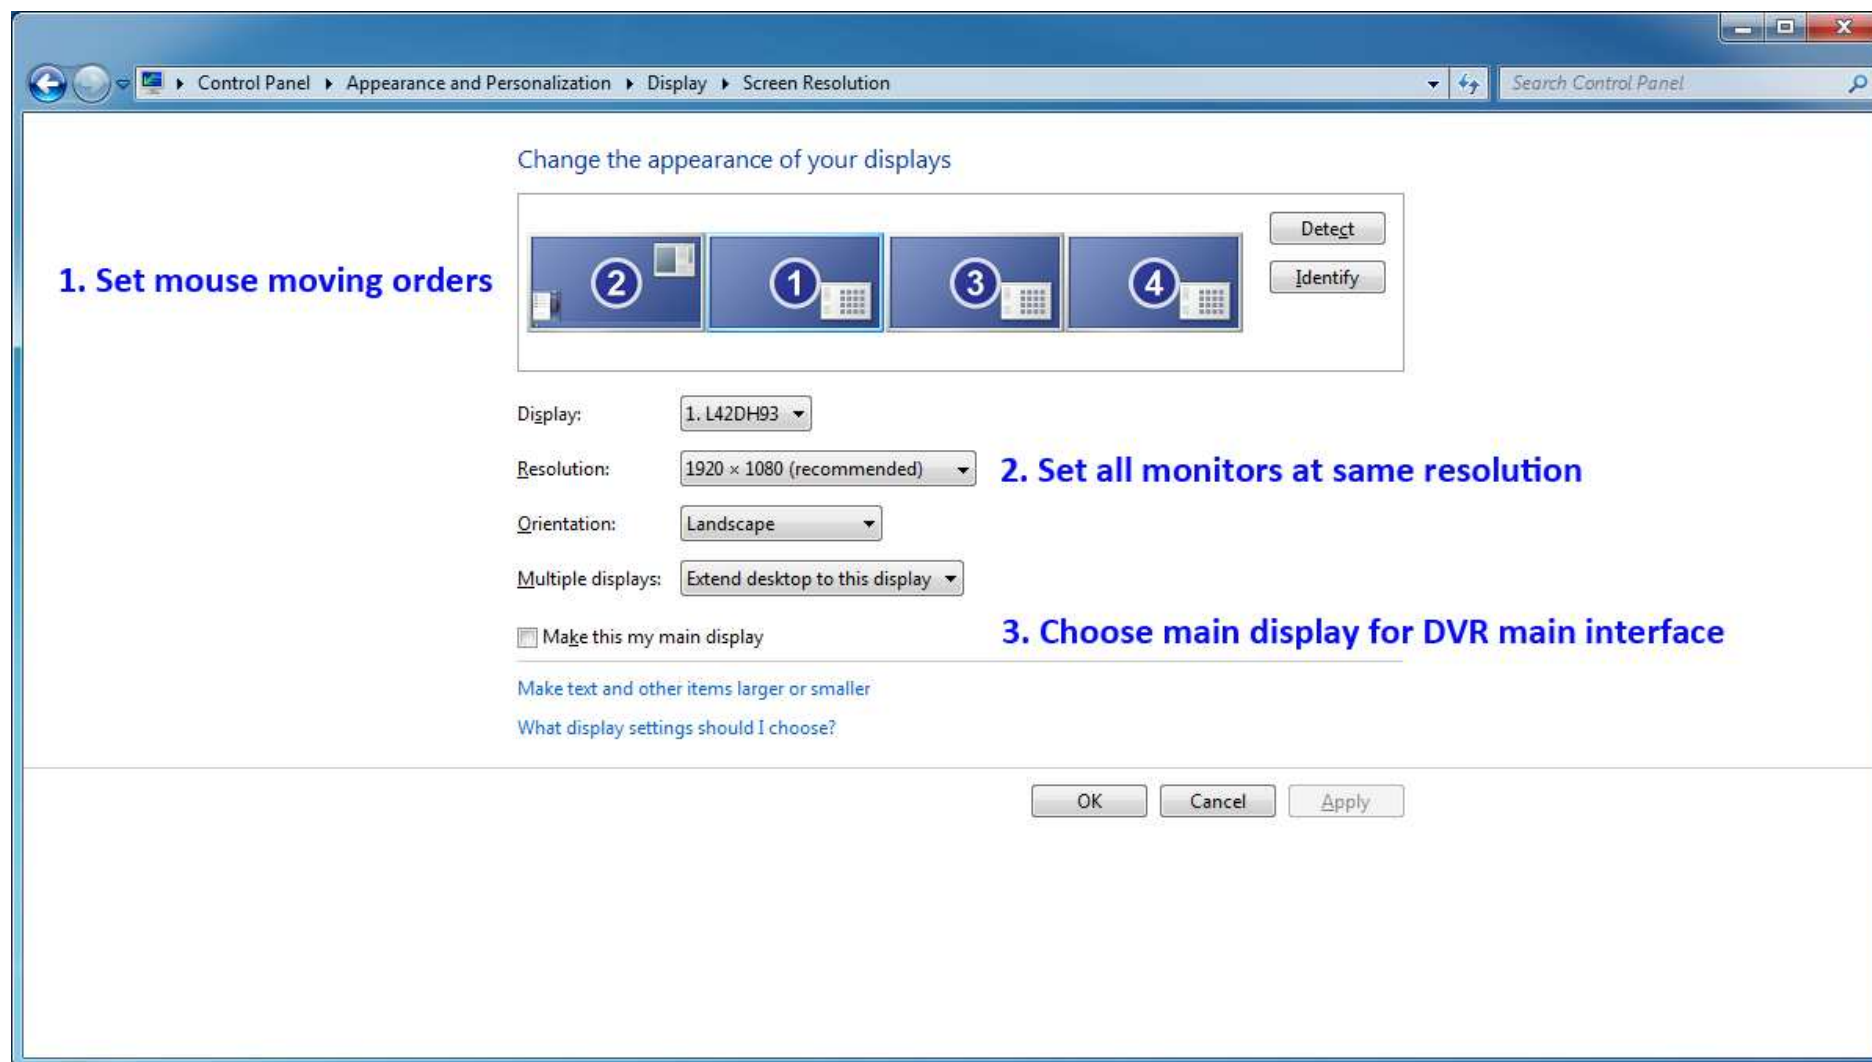 Control Panel ▸ Appearance and Personalization ▸ Display ▸ Screen Resolution
Search Control Panel
Change the appearance of your displays
1. Set mouse moving orders
2 1 3 4
Detect
Identify
Display: 1. L42DH93
Resolution: 1920 × 1080 (recommended)
2. Set all monitors at same resolution
Orientation: Landscape
Multiple displays: Extend desktop to this display
Make this my main display
3. Choose main display for DVR main interface
Make text and other items larger or smaller
What display settings should I choose?
OK Cancel Apply